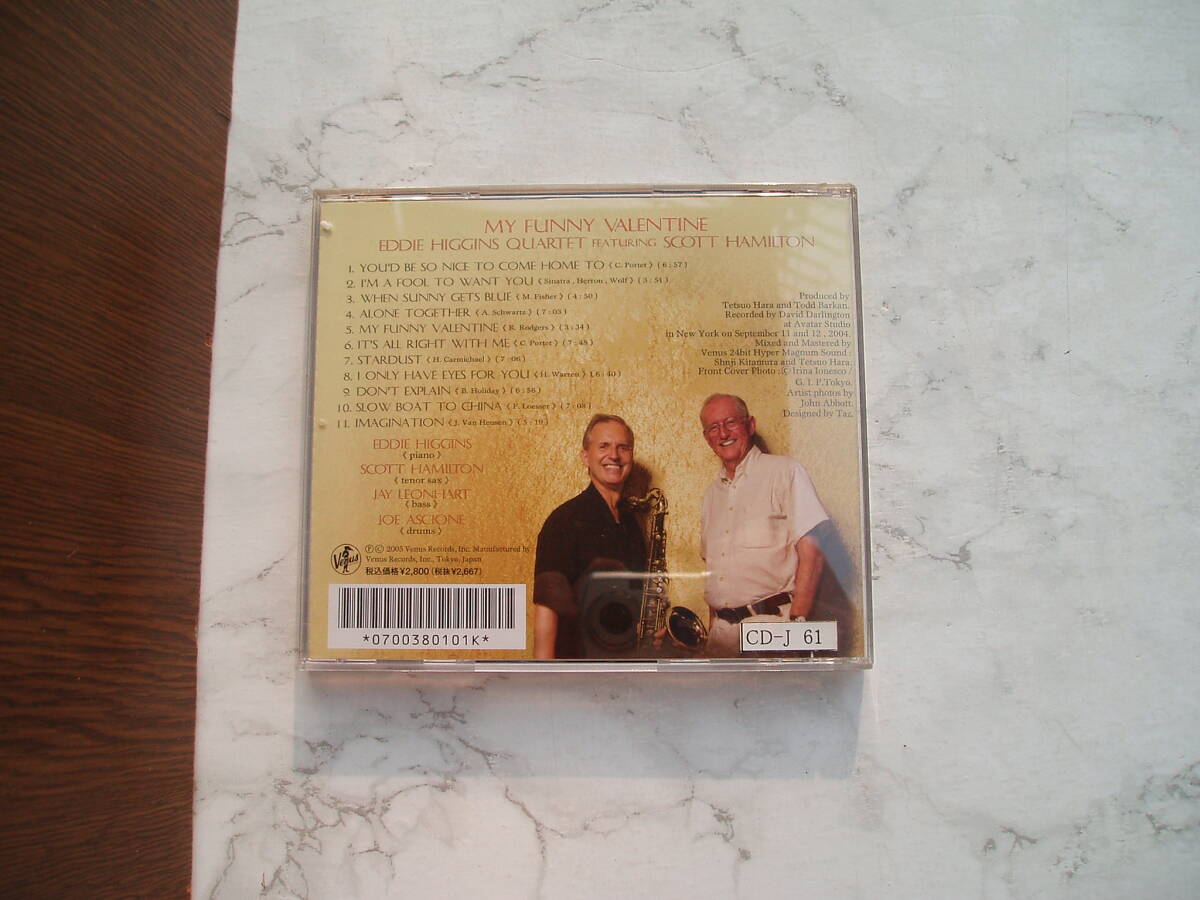 MY FUNNY VALENTINE
EDDIE HIGGINS QUARTET FEATURING SCOTT HAMILTON
1. YOU'D BE SO NICE TO COME HOME TO 《 C. Porter 》 ( 6 : 57 )
2. I'M A FOOL TO WANT YOU 《 Sinatra , Herron , Wolf 》 ( 5 : 51 )
3. WHEN SUNNY GETS BLUE 《 M. Fisher 》 ( 4 : 50 )
4. ALONE TOGETHER 《 A. Schwartz 》 ( 7 : 03 )
5. MY FUNNY VALENTINE 《 R. Rodgers 》 ( 5 : 34 )
6. IT'S ALL RIGHT WITH ME 《 C. Porter 》 ( 7 : 48 )
7. STARDUST 《 H. Carmichael 》 ( 7 : 06 )
8. I ONLY HAVE EYES FOR YOU 《 H. Warren 》 ( 6 : 40 )
9. DON'T EXPLAIN 《 B. Holiday 》 ( 6 : 56 )
10. SLOW BOAT TO CHINA 《 F. Loesser 》 ( 7 : 08 )
11. IMAGINATION 《 J. Van Heusen 》 ( 5 : 19 )
EDDIE HIGGINS
《 piano 》
SCOTT HAMILTON
《 tenor sax 》
JAY LEONHART
《 bass 》
JOE ASCIONE
《 drums 》
Produced by
Tetsuo Hara and Todd Barkan.
Recorded by David Darlington
at Avatar Studio
in New York on September 11 and 12 , 2004.
Mixed and Mastered by
Venus 24bit Hyper Magnum Sound :
Shuji Kitamura and Tetsuo Hara.
Front Cover Photo : © Irina Ionesco /
G. I. P. Tokyo.
Artist photos by
John Abbott.
Designed by Taz.
Venus
Ⓟ Ⓒ 2005 Venus Records, Inc. Manufactured by
Venus Records, Inc., Tokyo, Japan
税込価格¥2,800 (税抜¥2,667)
*0700380101K*
CD-J 61